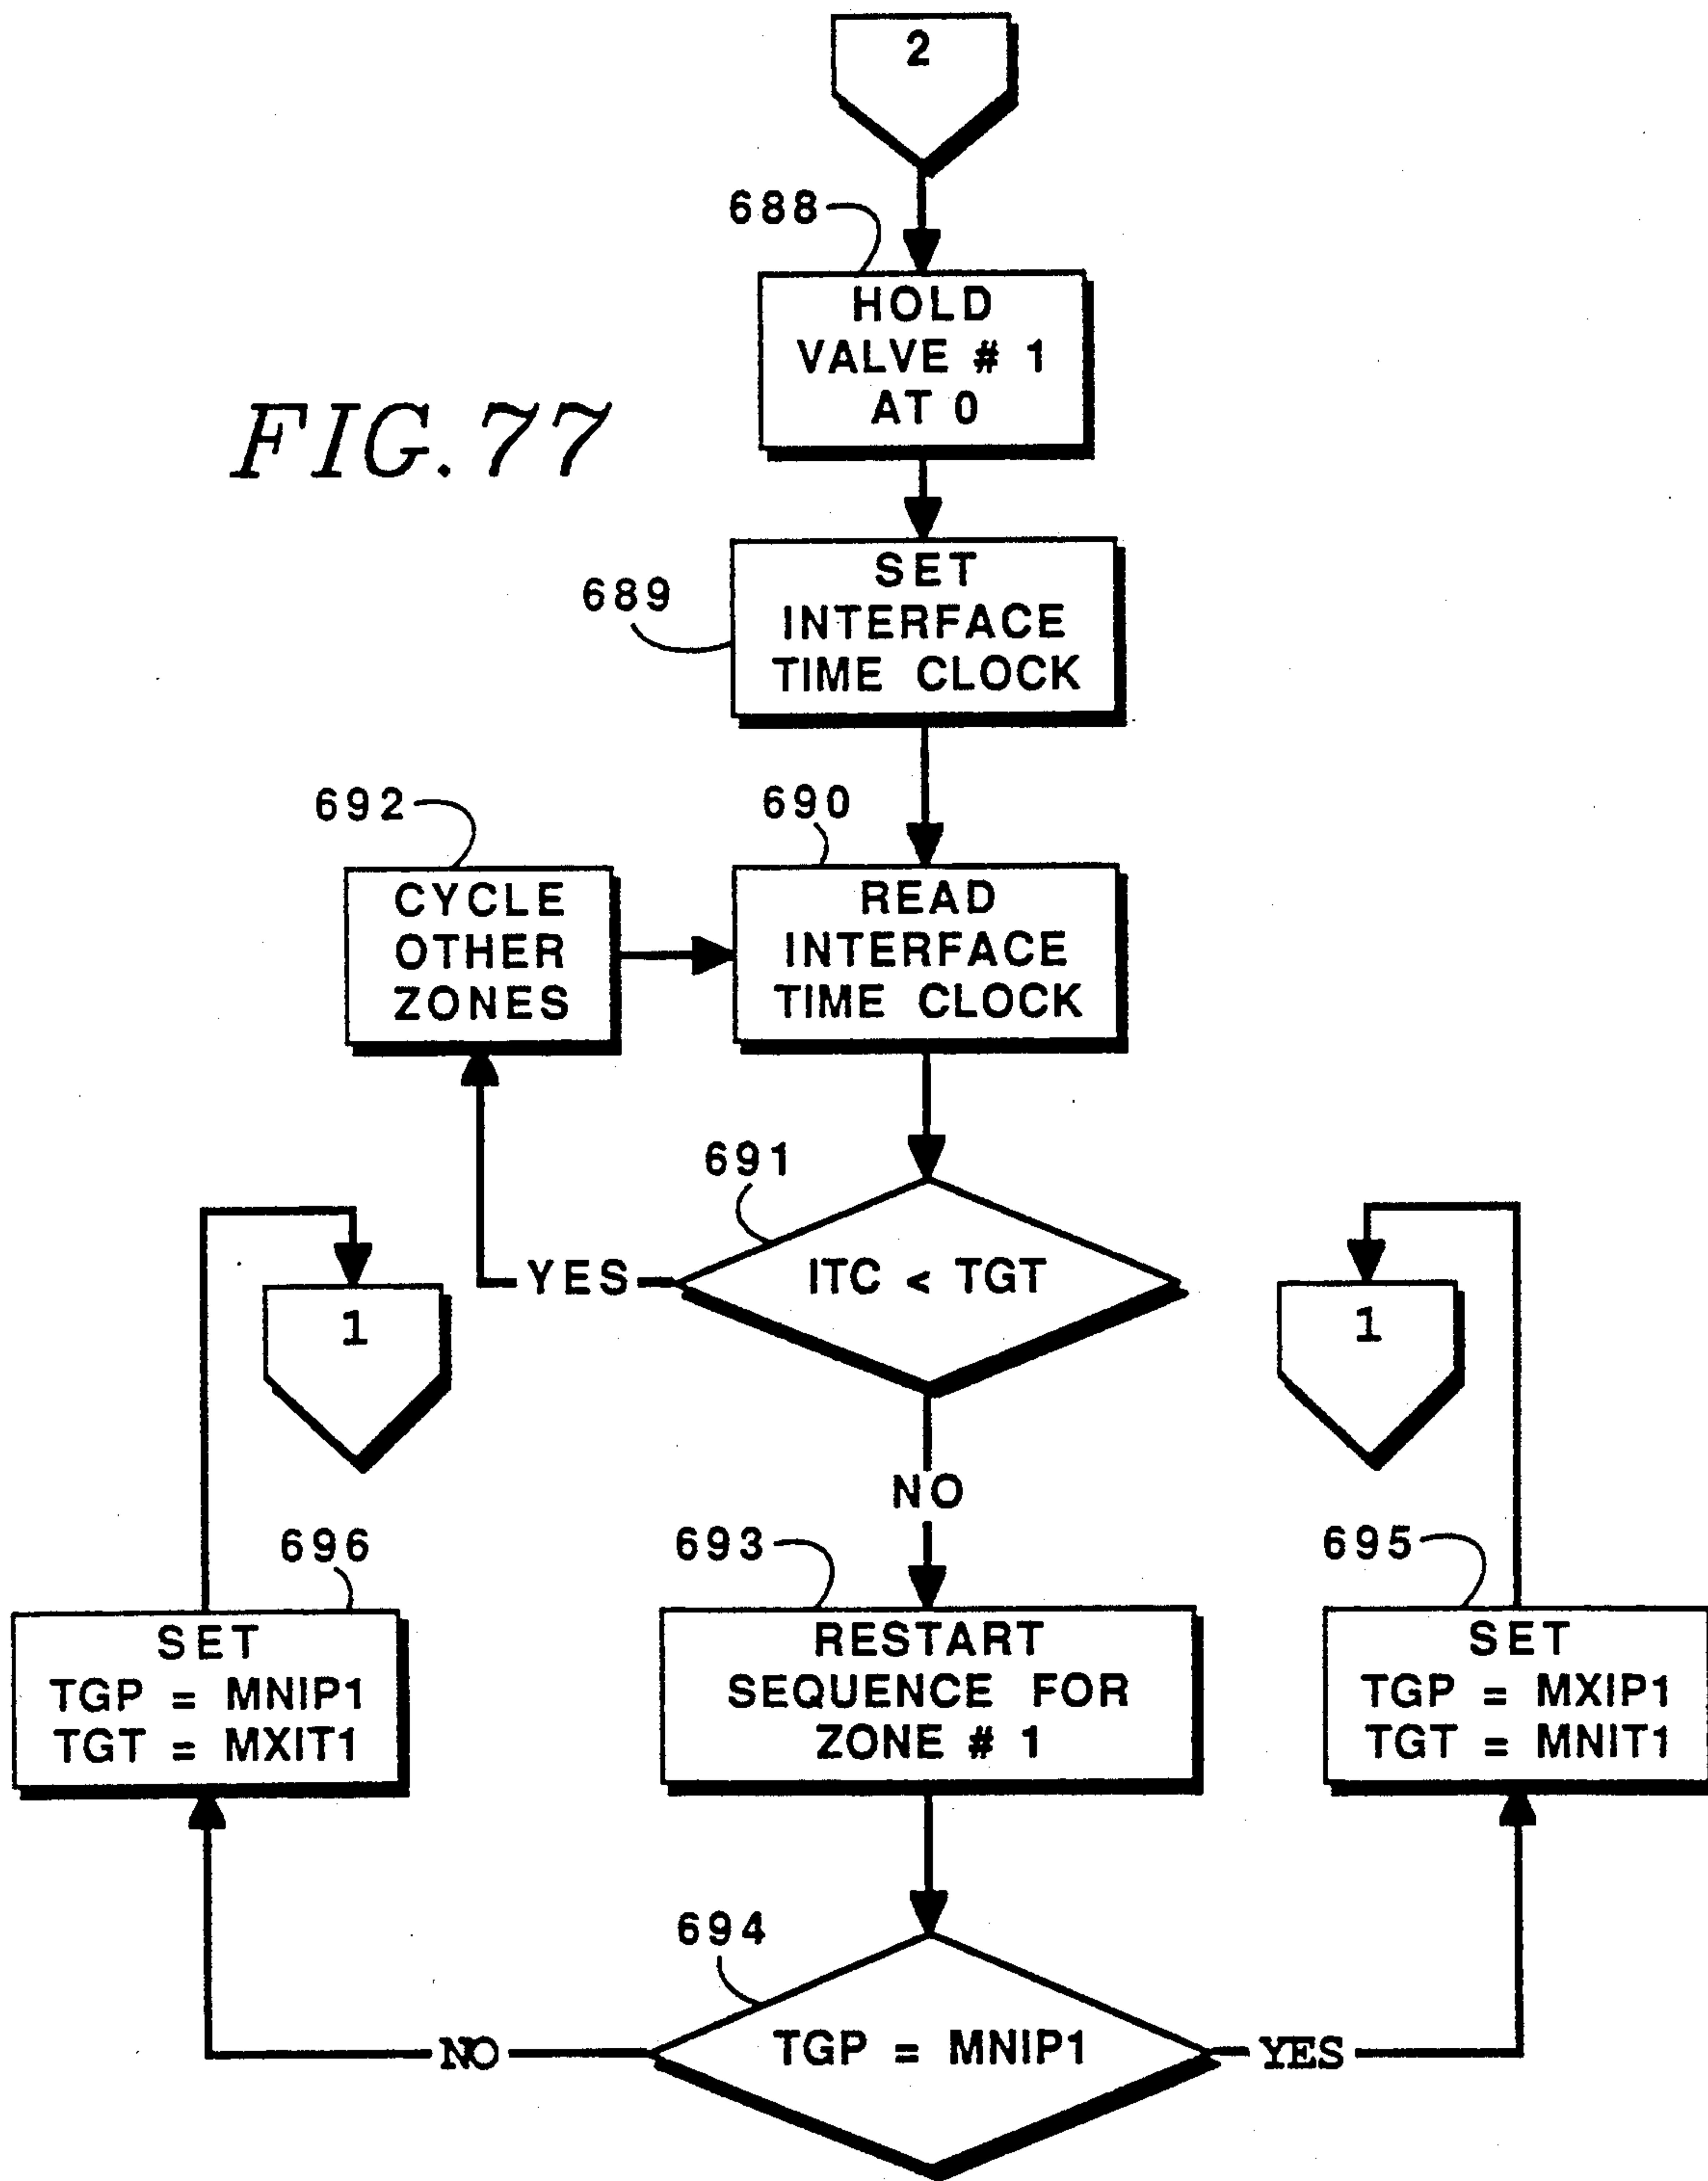 2
688
HOLD
VALVE # 1
AT 0
FIG. 77
689
SET
INTERFACE
TIME CLOCK
692
690
CYCLE
OTHER
ZONES
READ
INTERFACE
TIME CLOCK
691
YES
ITC < TGT
1
1
NO
696
693
695
SET
TGP = MNIP1
TGT = MXIT1
RESTART
SEQUENCE FOR
ZONE # 1
SET
TGP = MXIP1
TGT = MNIT1
694
NO
TGP = MNIP1
YES